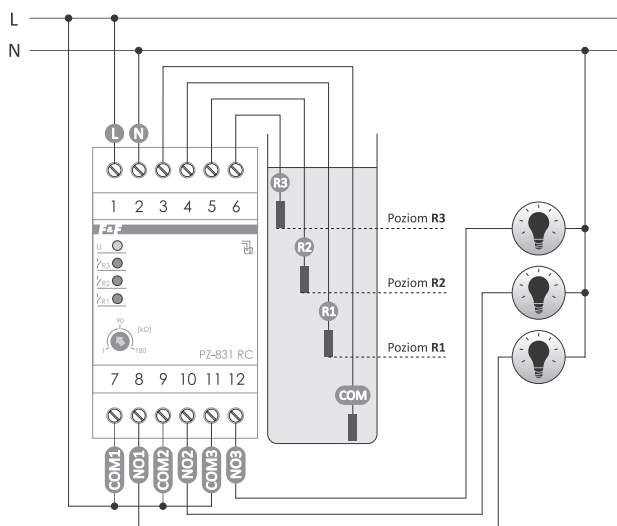 L
N
L N
1 2 3 4 5 6
F&F
U
R3
R2
R1
90
[kΩ]
1 180
PZ-831 RC
7 8 9 10 11 12
COM1 NO1 COM2 NO2 COM3 NO3
R3
R2
R1
COM
Poziom R3
Poziom R2
Poziom R1